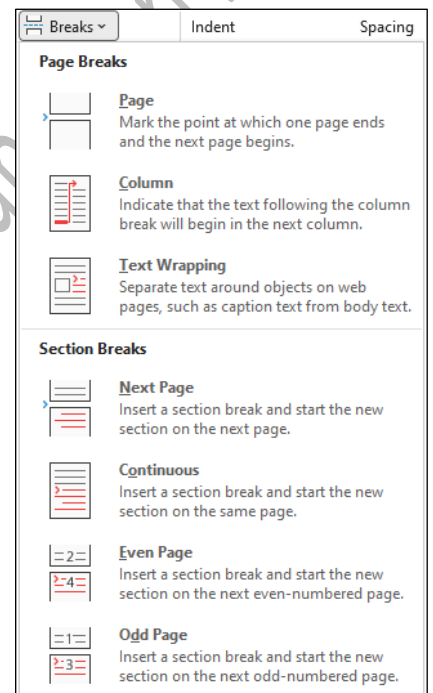 Breaks
Indent
Spacing
Page Breaks
Page
Mark the point at which one page ends
and the next page begins.
Column
Indicate that the text following the column
break will begin in the next column.
Text Wrapping
Separate text around objects on web
pages, such as caption text from body text.
Section Breaks
Next Page
Insert a section break and start the new
section on the next page.
Continuous
Insert a section break and start the new
section on the same page.
=2=
4
Even Page
Insert a section break and start the new
section on the next even-numbered page.
=1=
3
Odd Page
Insert a section break and start the new
section on the next odd-numbered page.